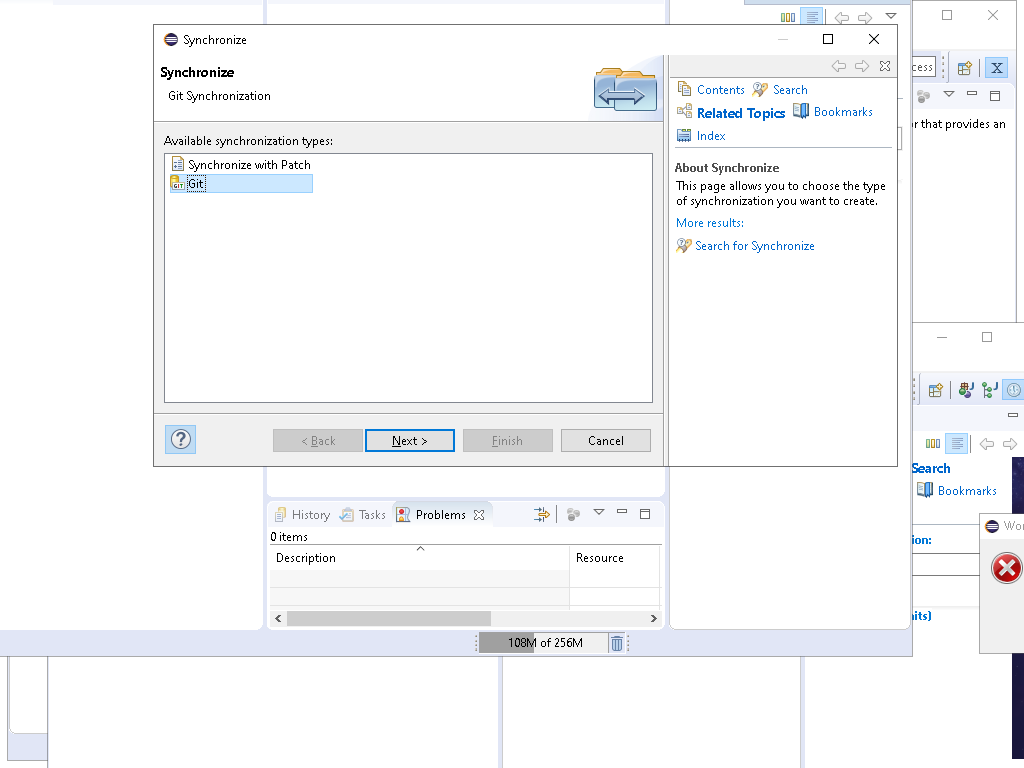 Synchronize
Synchronize
Git Synchronization
Available synchronization types:
Synchronize with Patch
Git
GIT
< Back
Next >
Finish
Cancel
Contents
Search
Related Topics
Bookmarks
Index
About Synchronize
This page allows you to choose the type
of synchronization you want to create.
More results:
Search for Synchronize
cess
X
r that provides an
Search
Bookmarks
ion:
Wor
its)
History
Tasks
Problems
0 items
Description
Resource
108M of 256M